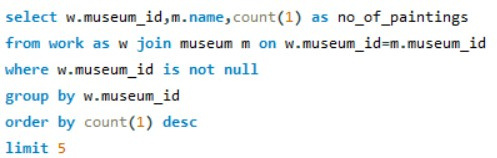 select w.museum_id,m.name,count(1) as no_of_paintings
from work as w join museum m on w.museum_id=m.museum_id
where w.museum_id is not null
group by w.museum_id
order by count(1) desc
limit 5